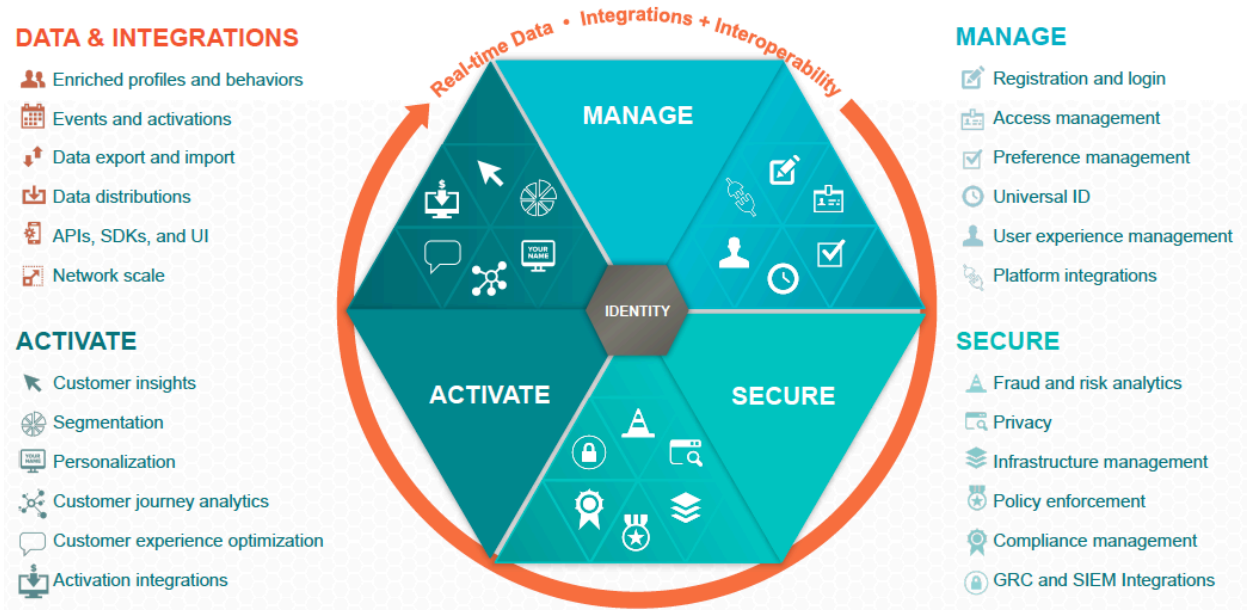 DATA & INTEGRATIONS
Enriched profiles and behaviors
Events and activations
Data export and import
Data distributions
APIs, SDKs, and UI
Network scale
ACTIVATE
Customer insights
Segmentation
YOUR
NAME
Personalization
Customer journey analytics
Customer experience optimization
$
Activation integrations
Real-time Data • Integrations + Interoperability
MANAGE
$
YOUR
NAME
IDENTITY
ACTIVATE
SECURE
MANAGE
Registration and login
Access management
Preference management
Universal ID
User experience management
Platform integrations
SECURE
Fraud and risk analytics
Privacy
Infrastructure management
Policy enforcement
Compliance management
GRC and SIEM Integrations